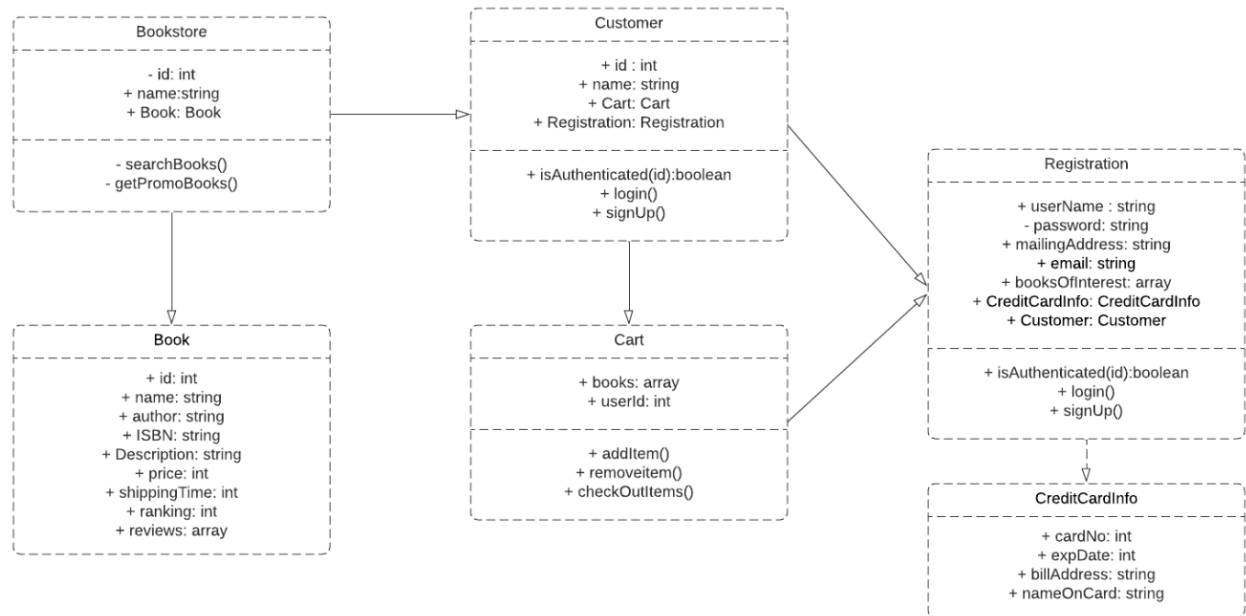 Bookstore
- id: int
+ name:string
+ Book: Book
- searchBooks()
- getPromoBooks()
Customer
+ id : int
+ name: string
+ Cart: Cart
+ Registration: Registration
+ isAuthenticated(id):boolean
+ login()
+ signUp()
Registration
+ userName : string
- password: string
+ mailingAddress: string
+ email: string
+ booksOfInterest: array
+ CreditCardInfo: CreditCardInfo
+ Customer: Customer
+ isAuthenticated(id):boolean
+ login()
+ signUp()
Book
+ id: int
+ name: string
+ author: string
+ ISBN: string
+ Description: string
+ price: int
+ shippingTime: int
+ ranking: int
+ reviews: array
Cart
+ books: array
+ userId: int
+ addItem()
+ removeitem()
+ checkOutItems()
CreditCardInfo
+ cardNo: int
+ expDate: int
+ billAddress: string
+ nameOnCard: string